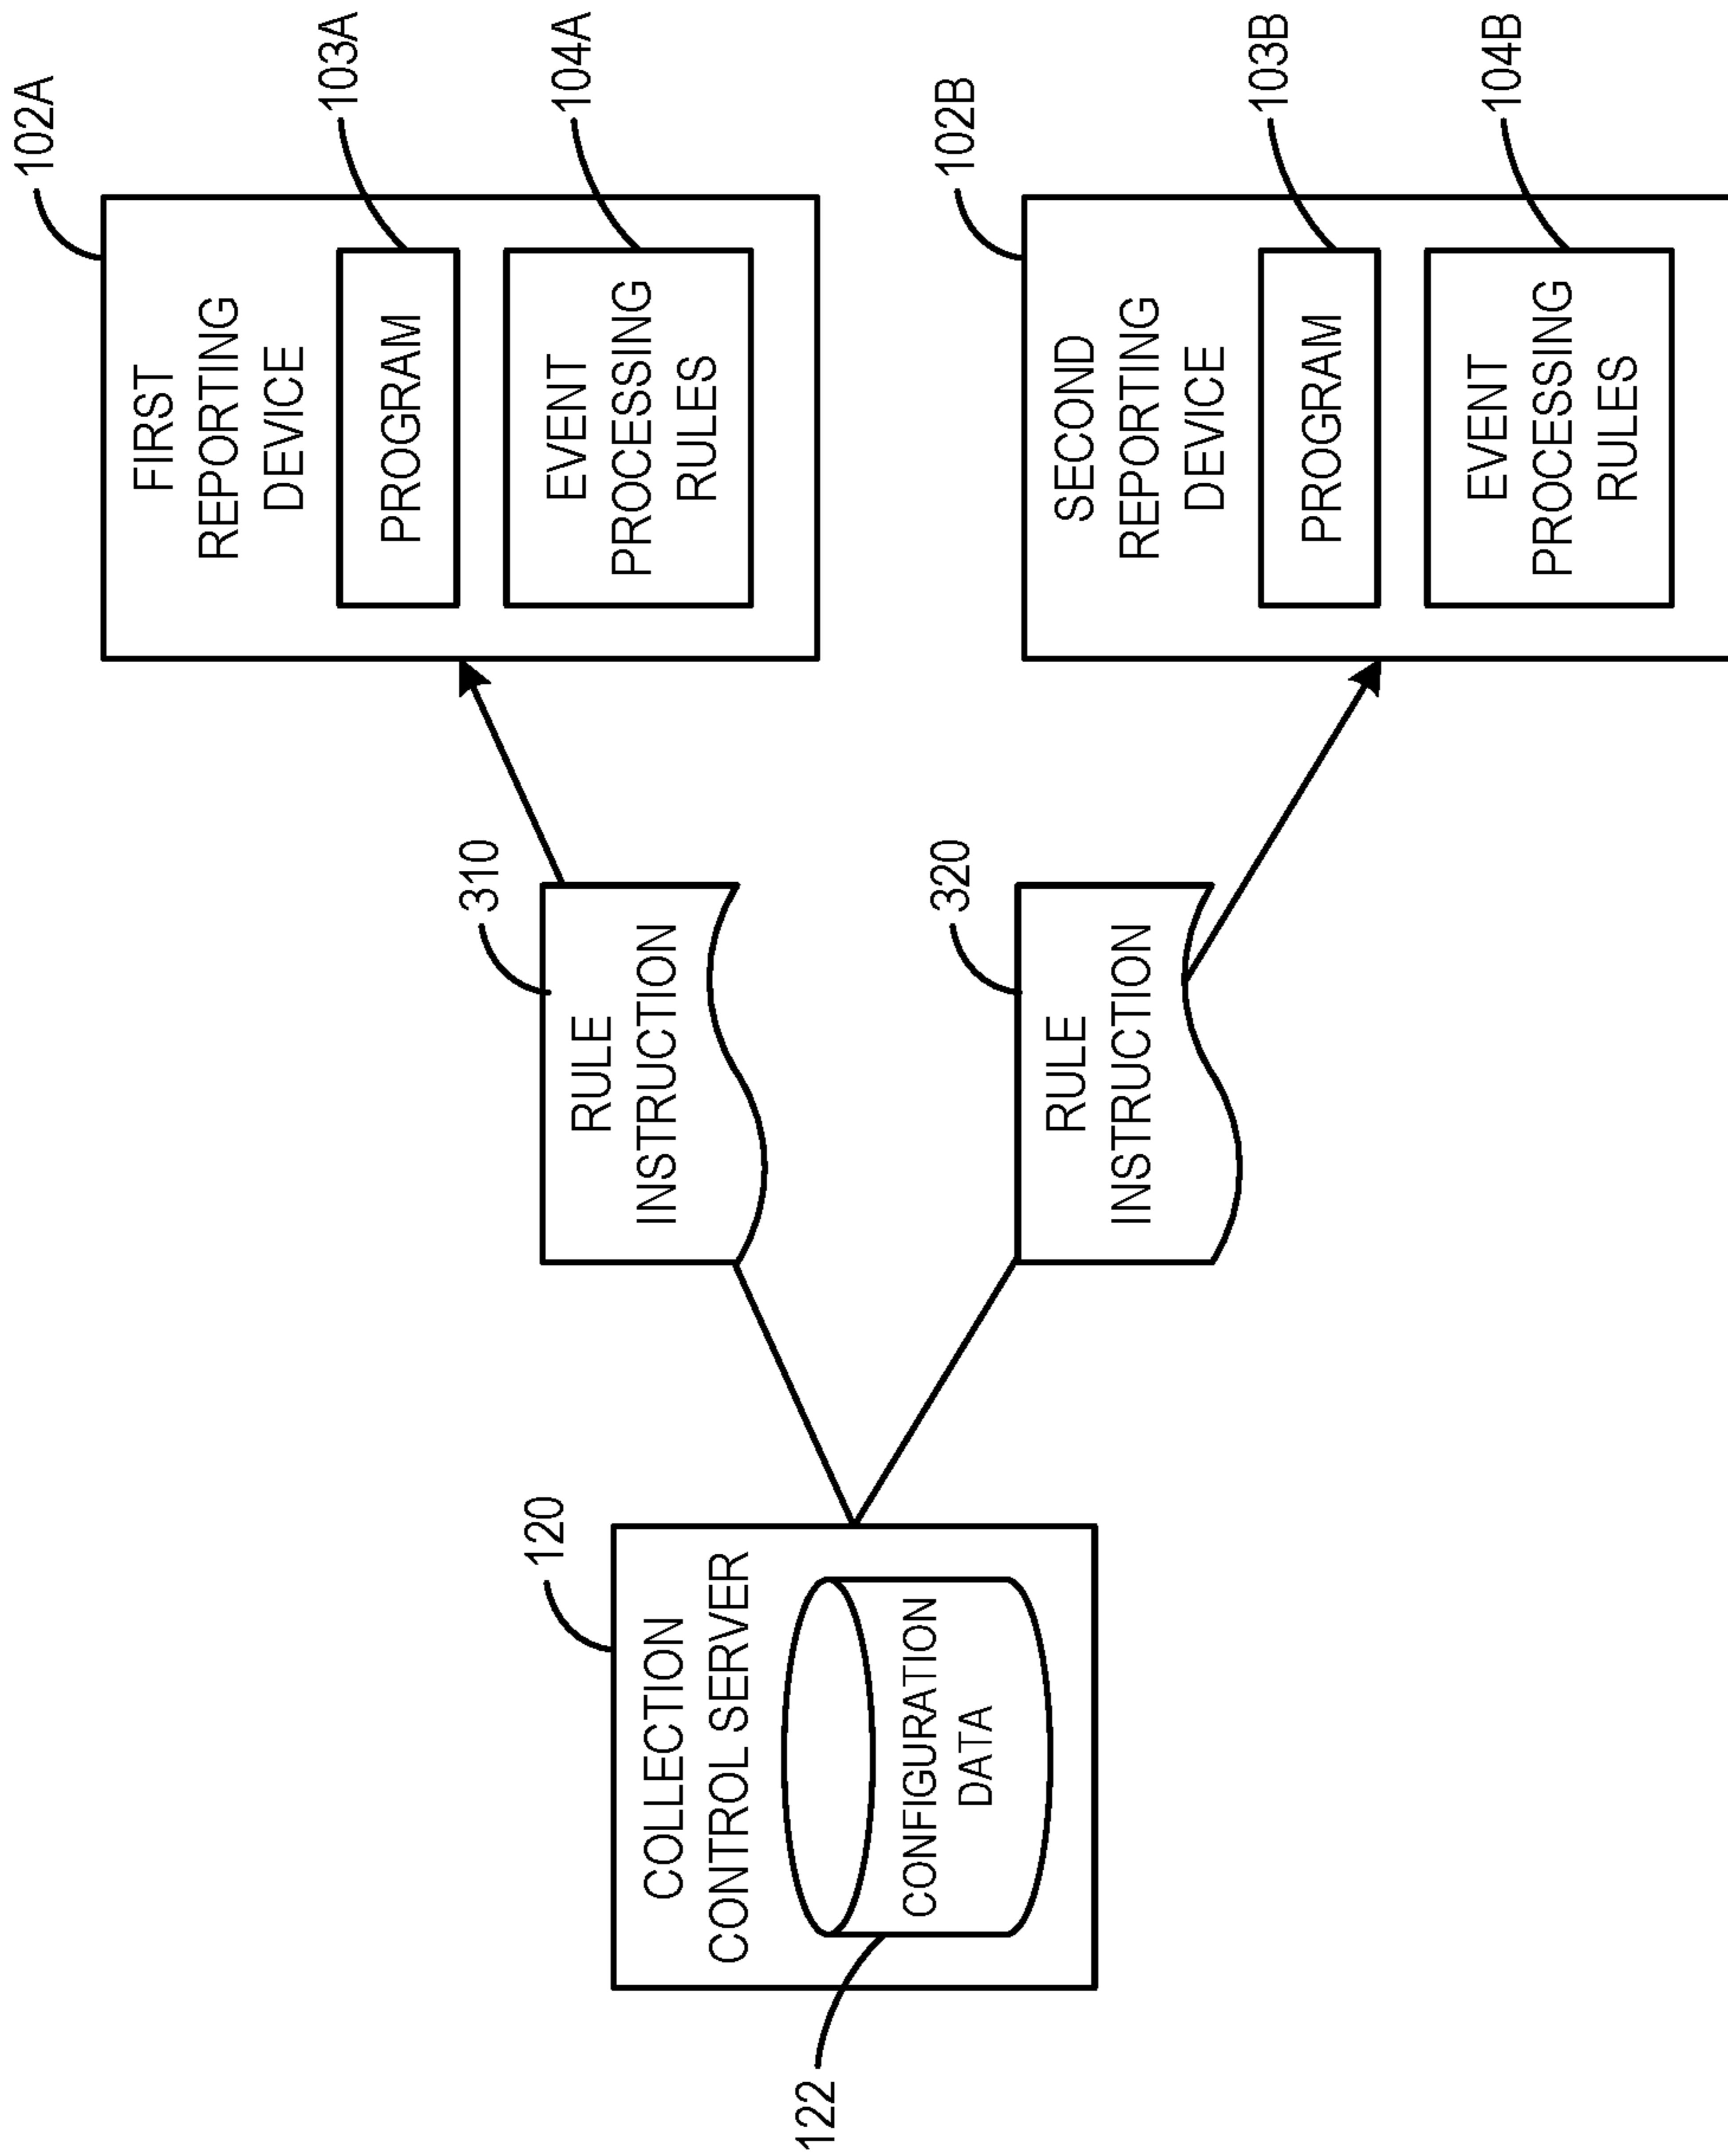 120
COLLECTION
CONTROL SERVER
CONFIGURATION
DATA
122
310
RULE
INSTRUCTION
320
RULE
INSTRUCTION
102A
FIRST
REPORTING
DEVICE
103A
PROGRAM
104A
EVENT
PROCESSING
RULES
102B
SECOND
REPORTING
DEVICE
103B
PROGRAM
104B
EVENT
PROCESSING
RULES